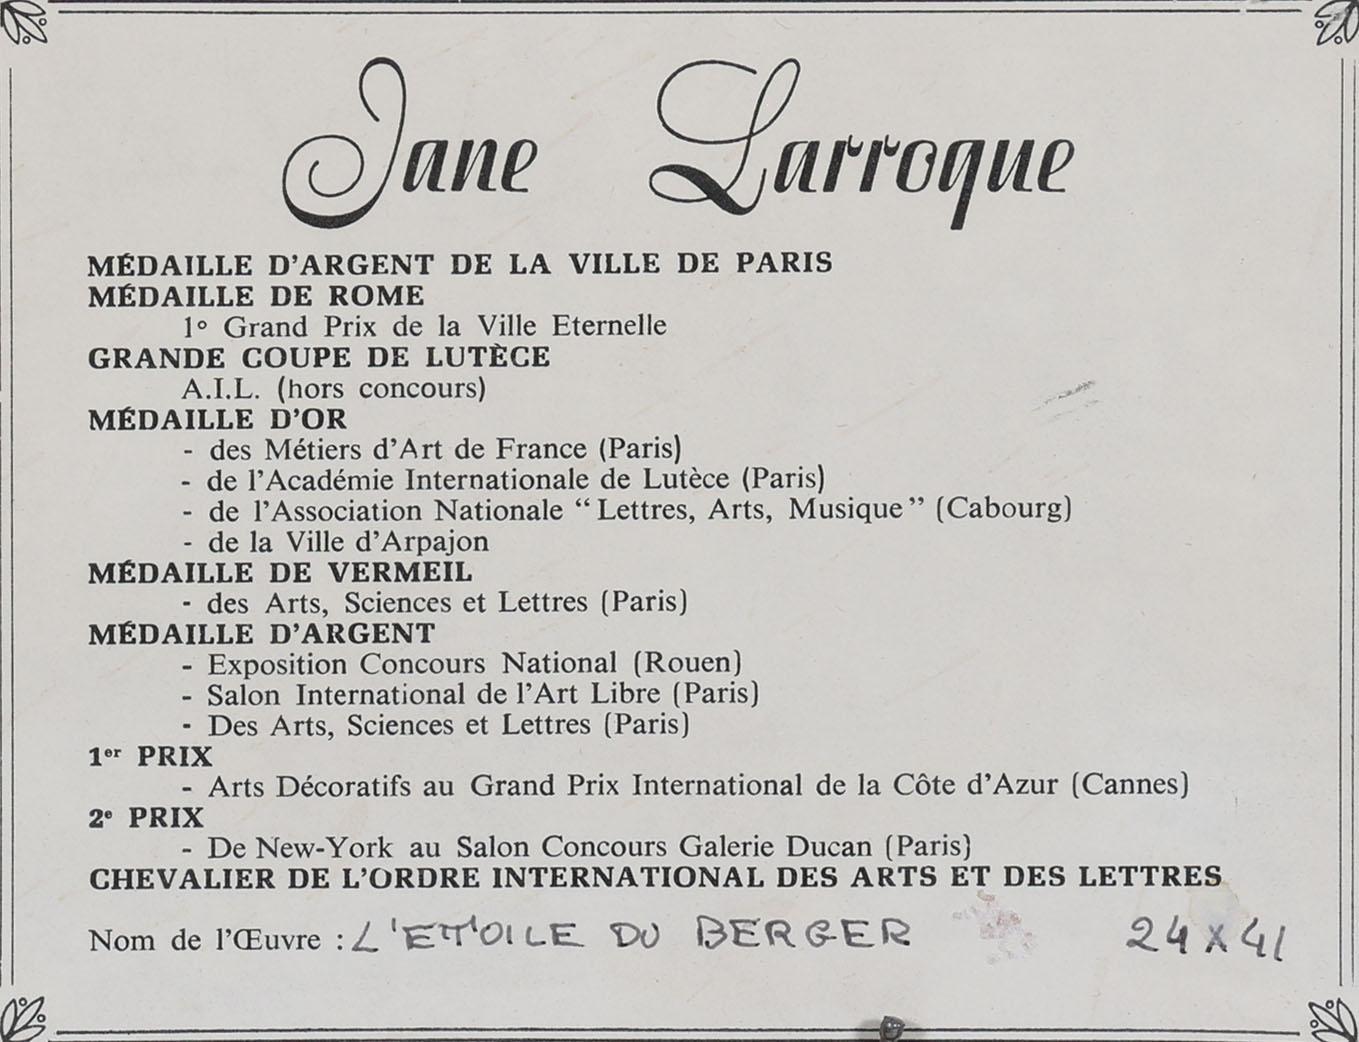 Jane Larroque
MÉDAILLE D'ARGENT DE LA VILLE DE PARIS
MÉDAILLE DE ROME
1° Grand Prix de la Ville Eternelle
GRANDE COUPE DE LUTÈCE
A.I.L. (hors concours)
MÉDAILLE D'OR
- des Métiers d'Art de France (Paris)
- de l'Académie Internationale de Lutèce (Paris)
- de l'Association Nationale “Lettres, Arts, Musique” (Cabourg)
- de la Ville d'Arpajon
MÉDAILLE DE VERMEIL
- des Arts, Sciences et Lettres (Paris)
MÉDAILLE D'ARGENT
- Exposition Concours National (Rouen)
- Salon International de l'Art Libre (Paris)
- Des Arts, Sciences et Lettres (Paris)
1er PRIX
- Arts Décoratifs au Grand Prix International de la Côte d'Azur (Cannes)
2e PRIX
- De New-York au Salon Concours Galerie Ducan (Paris)
CHEVALIER DE L'ORDRE INTERNATIONAL DES ARTS ET DES LETTRES
Nom de l'Œuvre : L'ETOILE DU BERGER 24 x 41